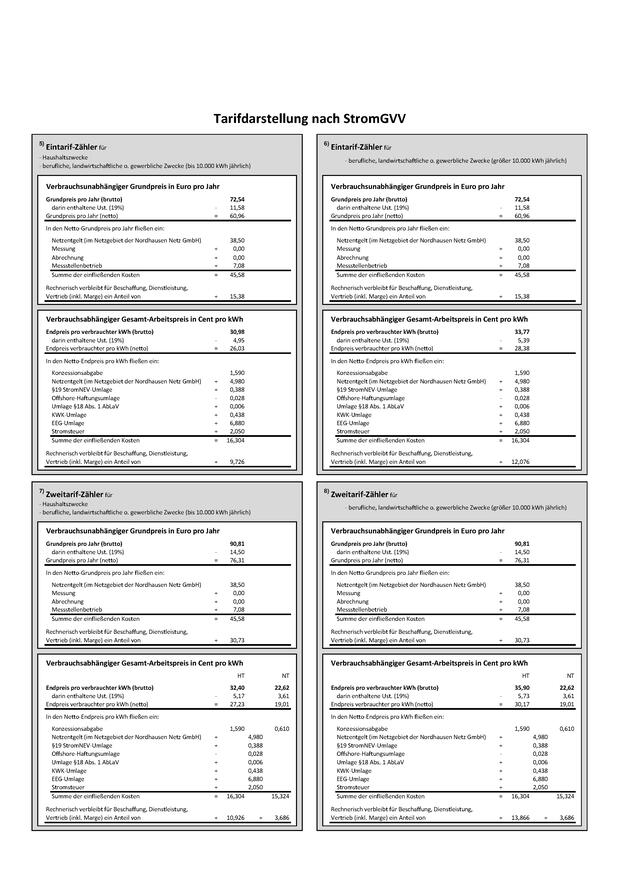 Tarifdarstellung nach StromGVV
5) Eintarif-Zähler für
- Haushaltszwecke
- berufliche, landwirtschaftliche o. gewerbliche Zwecke (bis 10.000 kWh jährlich)
Verbrauchsunabhängiger Grundpreis in Euro pro Jahr
Grundpreis pro Jahr (brutto) 72,54
darin enthaltene Ust. (19%) - 11,58
Grundpreis pro Jahr (netto) = 60,96
In den Netto-Grundpreis pro Jahr fließen ein:
Netzentgelt (im Netzgebiet der Nordhausen Netz GmbH) 38,50
Messung + 0,00
Abrechnung + 0,00
Messstellenbetrieb + 7,08
Summe der einfließenden Kosten = 45,58
Rechnerisch verbleibt für Beschaffung, Dienstleistung,
Vertrieb (inkl. Marge) ein Anteil von = 15,38
Verbrauchsabhängiger Gesamt-Arbeitspreis in Cent pro kWh
Endpreis pro verbrauchter kWh (brutto) 30,98
darin enthaltene Ust. (19%) - 4,95
Endpreis verbrauchter pro kWh (netto) = 26,03
In den Netto-Endpreis pro kWh fließen ein:
Konzessionsabgabe 1,590
Netzentgelt (im Netzgebiet der Nordhausen Netz GmbH) + 4,980
§19 StromNEV-Umlage + 0,388
Offshore-Haftungsumlage - 0,028
Umlage §18 Abs. 1 AbLaV + 0,006
KWK-Umlage + 0,438
EEG-Umlage + 6,880
Stromsteuer + 2,050
Summe der einfließenden Kosten = 16,304
Rechnerisch verbleibt für Beschaffung, Dienstleistung,
Vertrieb (inkl. Marge) ein Anteil von = 9,726
6) Eintarif-Zähler für
- berufliche, landwirtschaftliche o. gewerbliche Zwecke (größer 10.000 kWh jährlich)
Verbrauchsunabhängiger Grundpreis in Euro pro Jahr
Grundpreis pro Jahr (brutto) 72,54
darin enthaltene Ust. (19%) - 11,58
Grundpreis pro Jahr (netto) = 60,96
In den Netto-Grundpreis pro Jahr fließen ein:
Netzentgelt (im Netzgebiet der Nordhausen Netz GmbH) 38,50
Messung + 0,00
Abrechnung + 0,00
Messstellenbetrieb + 7,08
Summe der einfließenden Kosten = 45,58
Rechnerisch verbleibt für Beschaffung, Dienstleistung,
Vertrieb (inkl. Marge) ein Anteil von = 15,38
Verbrauchsabhängiger Gesamt-Arbeitspreis in Cent pro kWh
Endpreis pro verbrauchter kWh (brutto) 33,77
darin enthaltene Ust. (19%) - 5,39
Endpreis verbrauchter pro kWh (netto) = 28,38
In den Netto-Endpreis pro kWh fließen ein:
Konzessionsabgabe 1,590
Netzentgelt (im Netzgebiet der Nordhausen Netz GmbH) + 4,980
§19 StromNEV-Umlage + 0,388
Offshore-Haftungsumlage - 0,028
Umlage §18 Abs. 1 AbLaV + 0,006
KWK-Umlage + 0,438
EEG-Umlage + 6,880
Stromsteuer + 2,050
Summe der einfließenden Kosten = 16,304
Rechnerisch verbleibt für Beschaffung, Dienstleistung,
Vertrieb (inkl. Marge) ein Anteil von = 12,076
7) Zweitarif-Zähler für
- Haushaltszwecke
- berufliche, landwirtschaftliche o. gewerbliche Zwecke (bis 10.000 kWh jährlich)
Verbrauchsunabhängiger Grundpreis in Euro pro Jahr
Grundpreis pro Jahr (brutto) 90,81
darin enthaltene Ust. (19%) - 14,50
Grundpreis pro Jahr (netto) = 76,31
In den Netto-Grundpreis pro Jahr fließen ein:
Netzentgelt (im Netzgebiet der Nordhausen Netz GmbH) 38,50
Messung + 0,00
Abrechnung + 0,00
Messstellenbetrieb + 7,08
Summe der einfließenden Kosten = 45,58
Rechnerisch verbleibt für Beschaffung, Dienstleistung,
Vertrieb (inkl. Marge) ein Anteil von = 30,73
Verbrauchsabhängiger Gesamt-Arbeitspreis in Cent pro kWh
HT NT
Endpreis pro verbrauchter kWh (brutto) 32,40 22,62
darin enthaltene Ust. (19%) - 5,17 3,61
Endpreis verbrauchter pro kWh (netto) = 27,23 19,01
In den Netto-Endpreis pro kWh fließen ein:
Konzessionsabgabe 1,590 0,610
Netzentgelt (im Netzgebiet der Nordhausen Netz GmbH) + 4,980
§19 StromNEV-Umlage + 0,388
Offshore-Haftungsumlage - 0,028
Umlage §18 Abs. 1 AbLaV + 0,006
KWK-Umlage + 0,438
EEG-Umlage + 6,880
Stromsteuer + 2,050
Summe der einfließenden Kosten = 16,304 15,324
Rechnerisch verbleibt für Beschaffung, Dienstleistung,
Vertrieb (inkl. Marge) ein Anteil von = 10,926 = 3,686
8) Zweitarif-Zähler für
- berufliche, landwirtschaftliche o. gewerbliche Zwecke (größer 10.000 kWh jährlich)
Verbrauchsunabhängiger Grundpreis in Euro pro Jahr
Grundpreis pro Jahr (brutto) 90,81
darin enthaltene Ust. (19%) - 14,50
Grundpreis pro Jahr (netto) = 76,31
In den Netto-Grundpreis pro Jahr fließen ein:
Netzentgelt (im Netzgebiet der Nordhausen Netz GmbH) 38,50
Messung + 0,00
Abrechnung + 0,00
Messstellenbetrieb + 7,08
Summe der einfließenden Kosten = 45,58
Rechnerisch verbleibt für Beschaffung, Dienstleistung,
Vertrieb (inkl. Marge) ein Anteil von = 30,73
Verbrauchsabhängiger Gesamt-Arbeitspreis in Cent pro kWh
HT NT
Endpreis pro verbrauchter kWh (brutto) 35,90 22,62
darin enthaltene Ust. (19%) - 5,73 3,61
Endpreis verbrauchter pro kWh (netto) = 30,17 19,01
In den Netto-Endpreis pro kWh fließen ein:
Konzessionsabgabe 1,590 0,610
Netzentgelt (im Netzgebiet der Nordhausen Netz GmbH) + 4,980
§19 StromNEV-Umlage + 0,388
Offshore-Haftungsumlage - 0,028
Umlage §18 Abs. 1 AbLaV + 0,006
KWK-Umlage + 0,438
EEG-Umlage + 6,880
Stromsteuer + 2,050
Summe der einfließenden Kosten = 16,304 15,324
Rechnerisch verbleibt für Beschaffung, Dienstleistung,
Vertrieb (inkl. Marge) ein Anteil von = 13,866 = 3,686